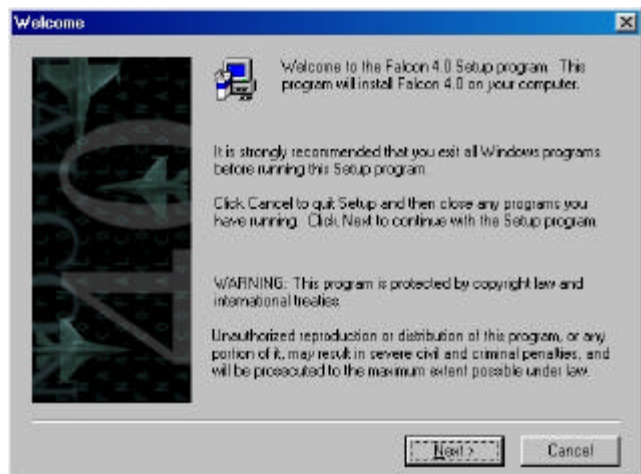 Welcome
Welcome to the Falcon 4.0 Setup program. This
program will install Falcon 4.0 on your computer.
It is strongly recommended that you exit all Windows programs
before running this Setup program.
Click Cancel to quit Setup and then close any programs you
have running. Click Next to continue with the Setup program.
WARNING: This program is protected by copyright law and
international treaties.
Unauthorized reproduction or distribution of this program, or any
portion of it, may result in severe civil and criminal penalties, and
will be prosecuted to the maximum extent possible under law.
4.0
Next >
Cancel